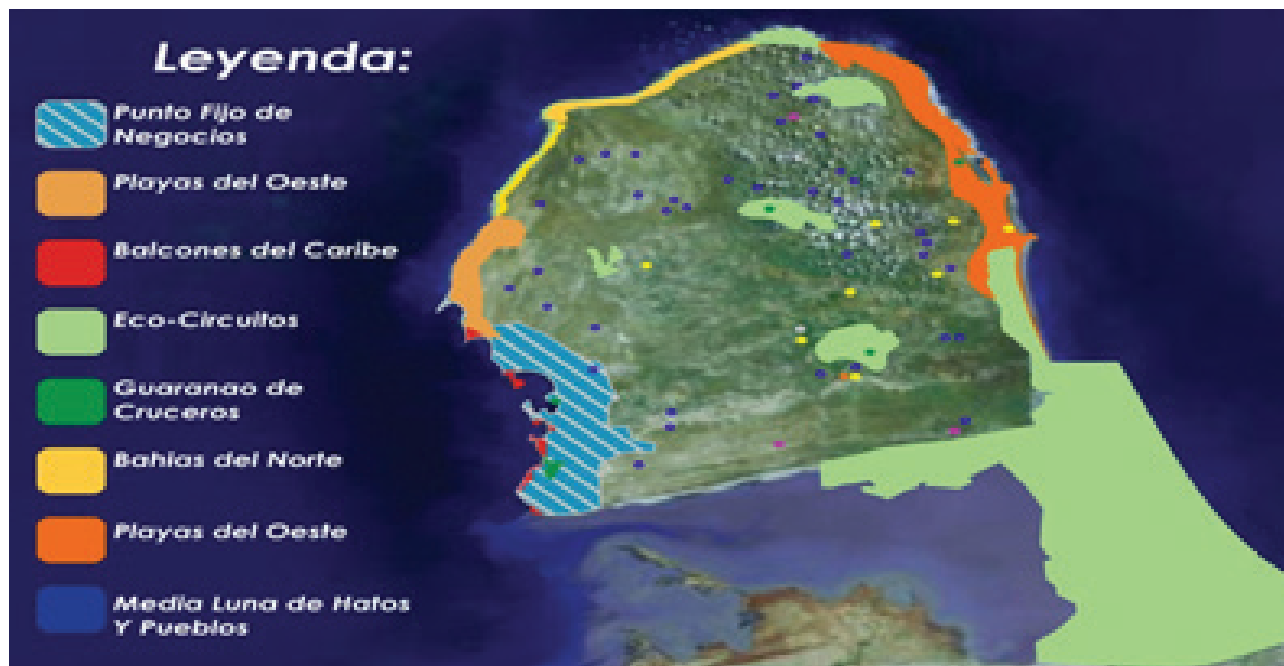 Leyenda:
Punto Fijo de
Negocios
Playas del Oeste
Balcones del Caribe
Eco-Circuitos
Guaranao de
Cruceros
Bahias del Norte
Playas del Oeste
Media Luna de Hatos
Y Pueblos